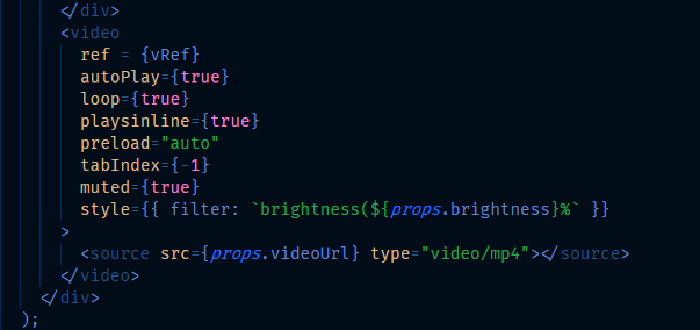 </div>
<video
ref = {vRef}
autoPlay={true}
loop={true}
playsinline={true}
preload="auto"
tabIndex={-1}
muted={true}
style={{ filter: `brightness(${props.brightness}%` }}
>
<source src={props.videoUrl} type="video/mp4"></source>
</video>
</div>
);